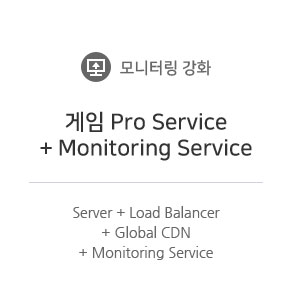 모니터링 강화
게임 Pro Service
+ Monitoring Service
Server + Load Balancer
+ Global CDN
+ Monitoring Service